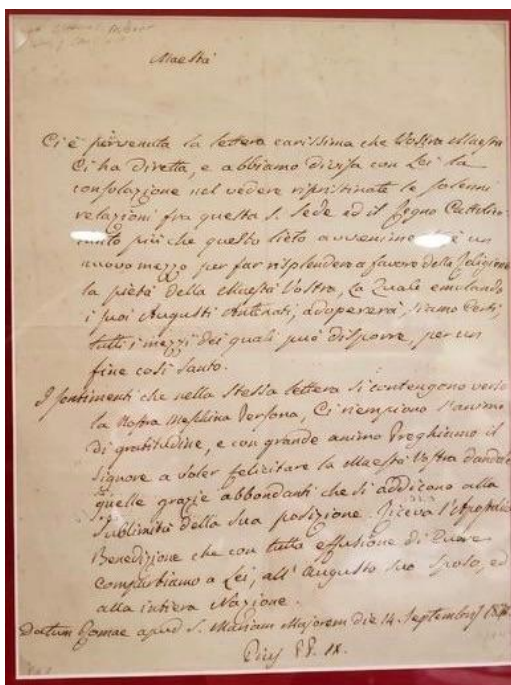 Maestà
Ci è pervenuta la lettera carissima che Vostra Maestà
Ci ha diretta, e abbiamo divisa con Lei la
consolazione nel vedere ripristinate le solenni
relazioni fra questa S. Sede ed il Regno Cattolico
tanto più che questo lieto avvenimento è un
nuovo mezzo per far risplendere a favore della Religione
la pietà della Maestà Vostra, la Quale emulando
i suoi Augusti Antenati, adopererà, siamo certi,
tutti i mezzi dei quali può disporre, per un
fine così santo.
I sentimenti che nella stessa lettera si contengono verso
la Nostra Meschina Persona, Ci riempiono l'animo
di gratitudine, e con grande animo Preghiamo il
Signore a voler felicitare la Maestà Vostra dandole
quelle grazie abbondanti che si addicono alla
sublimità della sua posizione. Riceva l'Apostolica
Benedizione che con tutta effusione di Cuore
compartiamo a Lei, all'Augusto suo Sposo, ed
alla intiera Nazione.
Datum Romae apud S. Mariam Majorem die 14 Septembris
Pius PP. IX.